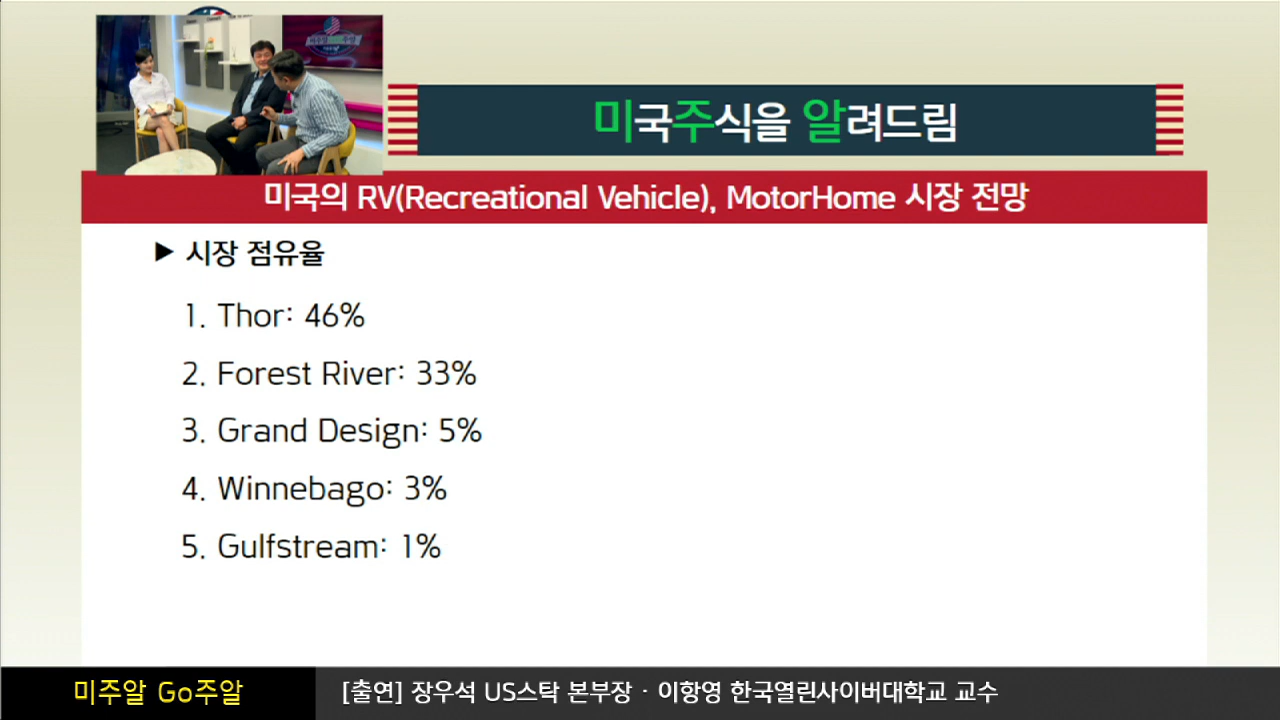 미국주식을 알려드림
미국의 RV(Recreational Vehicle), MotorHome 시장 전망
▶ 시장 점유율
1. Thor: 46%
2. Forest River: 33%
3. Grand Design: 5%
4. Winnebago: 3%
5. Gulfstream: 1%
미주알 Go주알
[출연] 장우석 US스탁 본부장 · 이항영 한국열린사이버대학교 교수